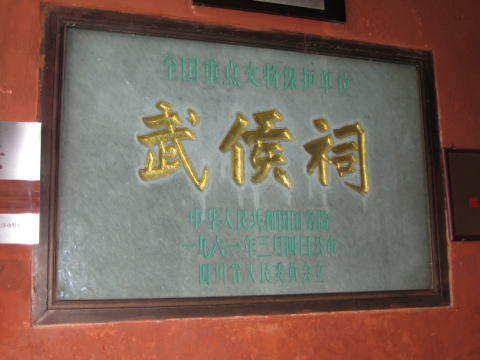 全国重点文物保护单位
武侯祠
中华人民共和国国务院
一九六一年三月四日公布
四川省人民委员会立